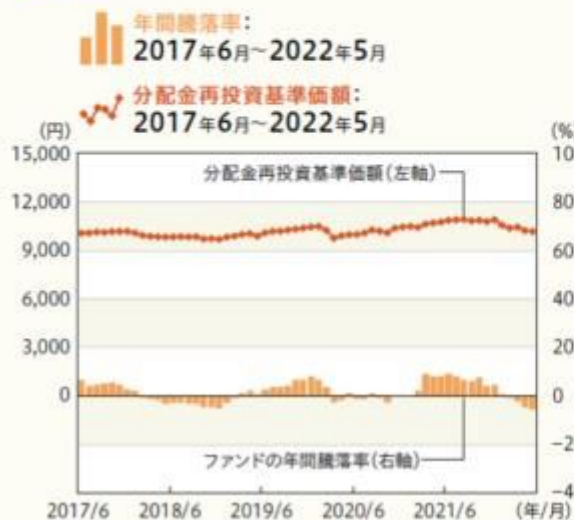 年間騰落率:
2017年6月～2022年5月
分配金再投資基準価額:
2017年6月～2022年5月
(円) (%
15,000 10
分配金再投資基準価額(左軸)
12,000 80
9,000 60
6,000 40
3,000 20
0 0
-2
ファンドの年間騰落率(右軸)
-4
2017/6 2018/6 2019/6 2020/6 2021/6 (年/月)